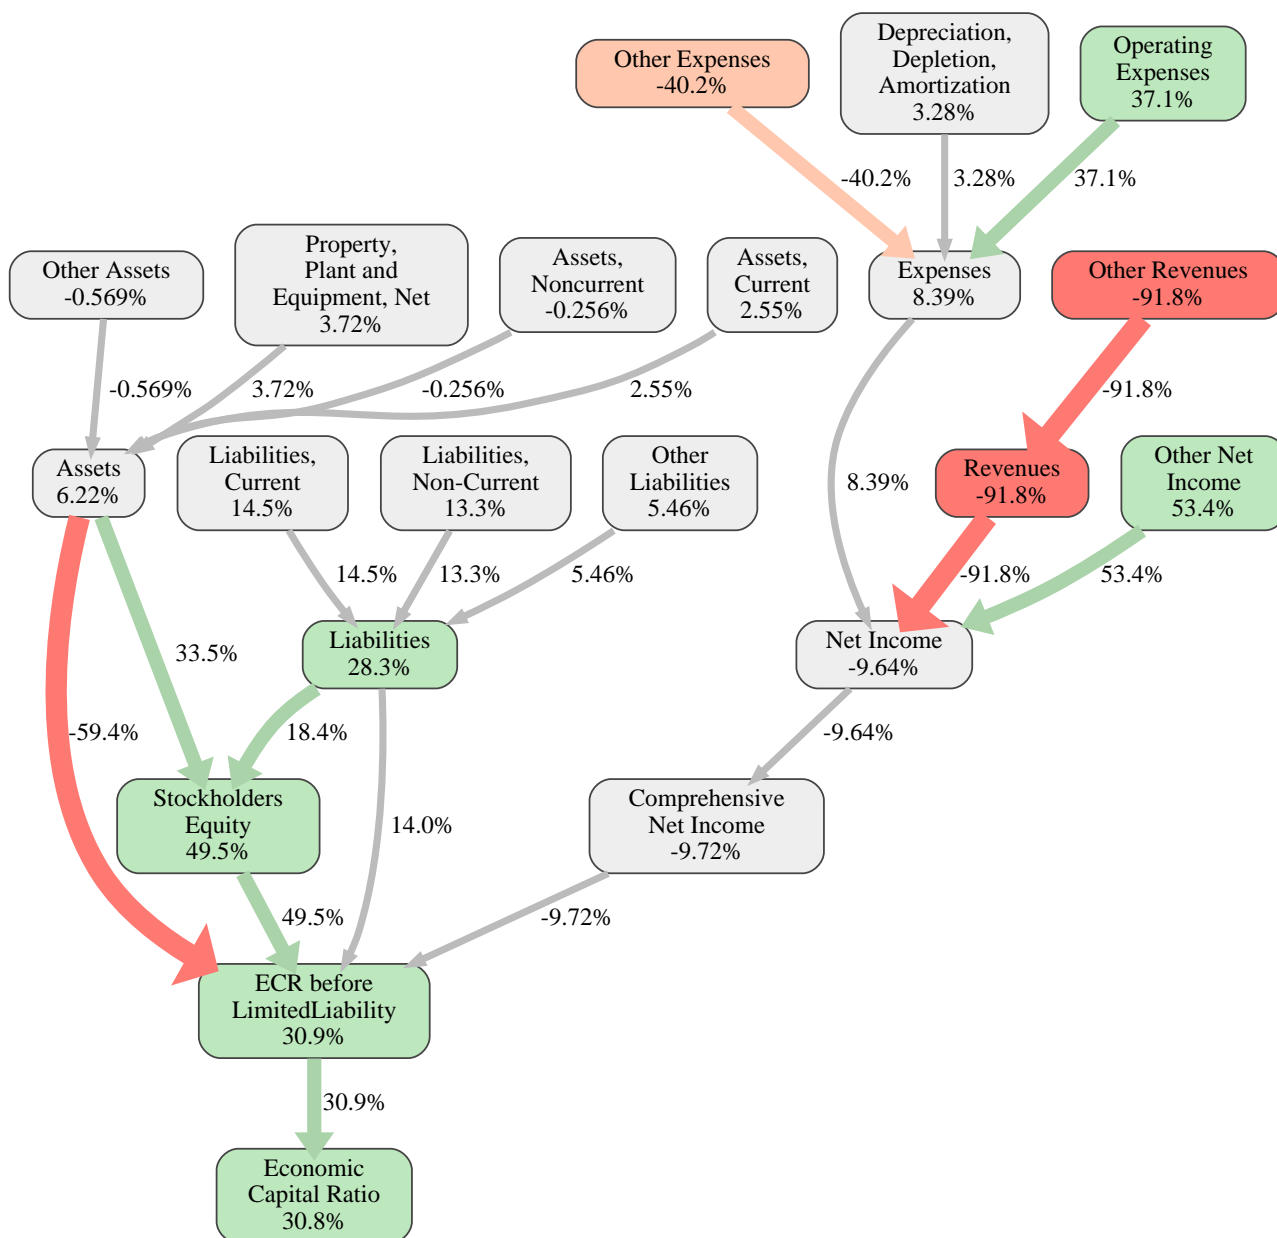 Other Expenses
-40.2%
Depreciation,
Depletion,
Amortization
3.28%
Operating
Expenses
37.1%
-40.2%
3.28%
37.1%
Other Assets
-0.569%
Property,
Plant and
Equipment, Net
3.72%
Assets,
Noncurrent
-0.256%
Assets,
Current
2.55%
Expenses
8.39%
Other Revenues
-91.8%
-0.569%
3.72%
-0.256%
2.55%
-91.8%
Assets
6.22%
Liabilities,
Current
14.5%
Liabilities,
Non-Current
13.3%
Other
Liabilities
5.46%
8.39%
Revenues
-91.8%
Other Net
Income
53.4%
14.5%
13.3%
5.46%
-91.8%
53.4%
33.5%
Liabilities
28.3%
Net Income
-9.64%
-59.4%
18.4%
-9.64%
Stockholders
Equity
49.5%
14.0%
Comprehensive
Net Income
-9.72%
49.5%
-9.72%
ECR before
LimitedLiability
30.9%
30.9%
Economic
Capital Ratio
30.8%